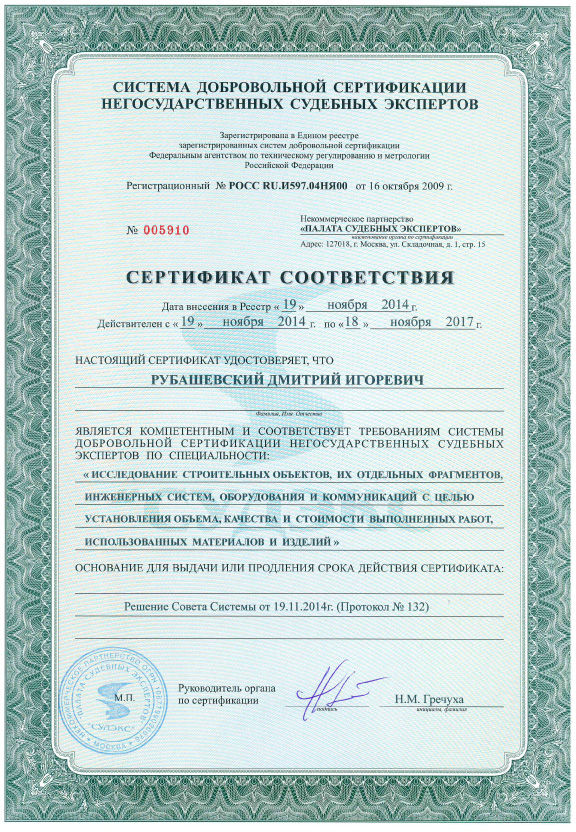 СИСТЕМА ДОБРОВОЛЬНОЙ СЕРТИФИКАЦИИ
НЕГОСУДАРСТВЕННЫХ СУДЕБНЫХ ЭКСПЕРТОВ
Зарегистрирована в Едином реестре
зарегистрированных систем добровольной сертификации
Федеральным агентством по техническому регулированию и метрологии
Российской Федерации
Регистрационный № РОСС RU.И597.04НЯ00 от 16 октября 2009 г.
Некоммерческое партнерство
№ 005910 «ПАЛАТА СУДЕБНЫХ ЭКСПЕРТОВ»
наименование органа по сертификации
Адрес: 127018, г. Москва, ул. Складочная, д. 1, стр. 15
СЕРТИФИКАТ СООТВЕТСТВИЯ
Дата внесения в Реестр « 19 » ноября 2014 г.
Действителен с « 19 » ноября 2014 г. по «18 » ноября 2017 г.
НАСТОЯЩИЙ СЕРТИФИКАТ УДОСТОВЕРЯЕТ, ЧТО
РУБАШЕВСКИЙ ДМИТРИЙ ИГОРЕВИЧ
Фамилия, Имя, Отчество
ЯВЛЯЕТСЯ КОМПЕТЕНТНЫМ И СООТВЕТСТВУЕТ ТРЕБОВАНИЯМ СИСТЕМЫ
ДОБРОВОЛЬНОЙ СЕРТИФИКАЦИИ НЕГОСУДАРСТВЕННЫХ СУДЕБНЫХ
ЭКСПЕРТОВ ПО СПЕЦИАЛЬНОСТИ:
« ИССЛЕДОВАНИЕ СТРОИТЕЛЬНЫХ ОБЪЕКТОВ, ИХ ОТДЕЛЬНЫХ ФРАГМЕНТОВ,
ИНЖЕНЕРНЫХ СИСТЕМ, ОБОРУДОВАНИЯ И КОММУНИКАЦИЙ С ЦЕЛЬЮ
УСТАНОВЛЕНИЯ ОБЪЕМА, КАЧЕСТВА И СТОИМОСТИ ВЫПОЛНЕННЫХ РАБОТ,
ИСПОЛЬЗОВАННЫХ МАТЕРИАЛОВ И ИЗДЕЛИЙ »
ОСНОВАНИЕ ДЛЯ ВЫДАЧИ ИЛИ ПРОДЛЕНИЯ СРОКА ДЕЙСТВИЯ СЕРТИФИКАТА:
Решение Совета Системы от 19.11.2014г. (Протокол № 132)
НЕКОММЕРЧЕСКОЕ ПАРТНЕРСТВО
"ПАЛАТА СУДЕБНЫХ ЭКСПЕРТОВ"
"СУДЭКС"
МОСКВА
М.П.
Руководитель органа
по сертификации
Н.М. Гречуха
подпись инициалы, фамилия